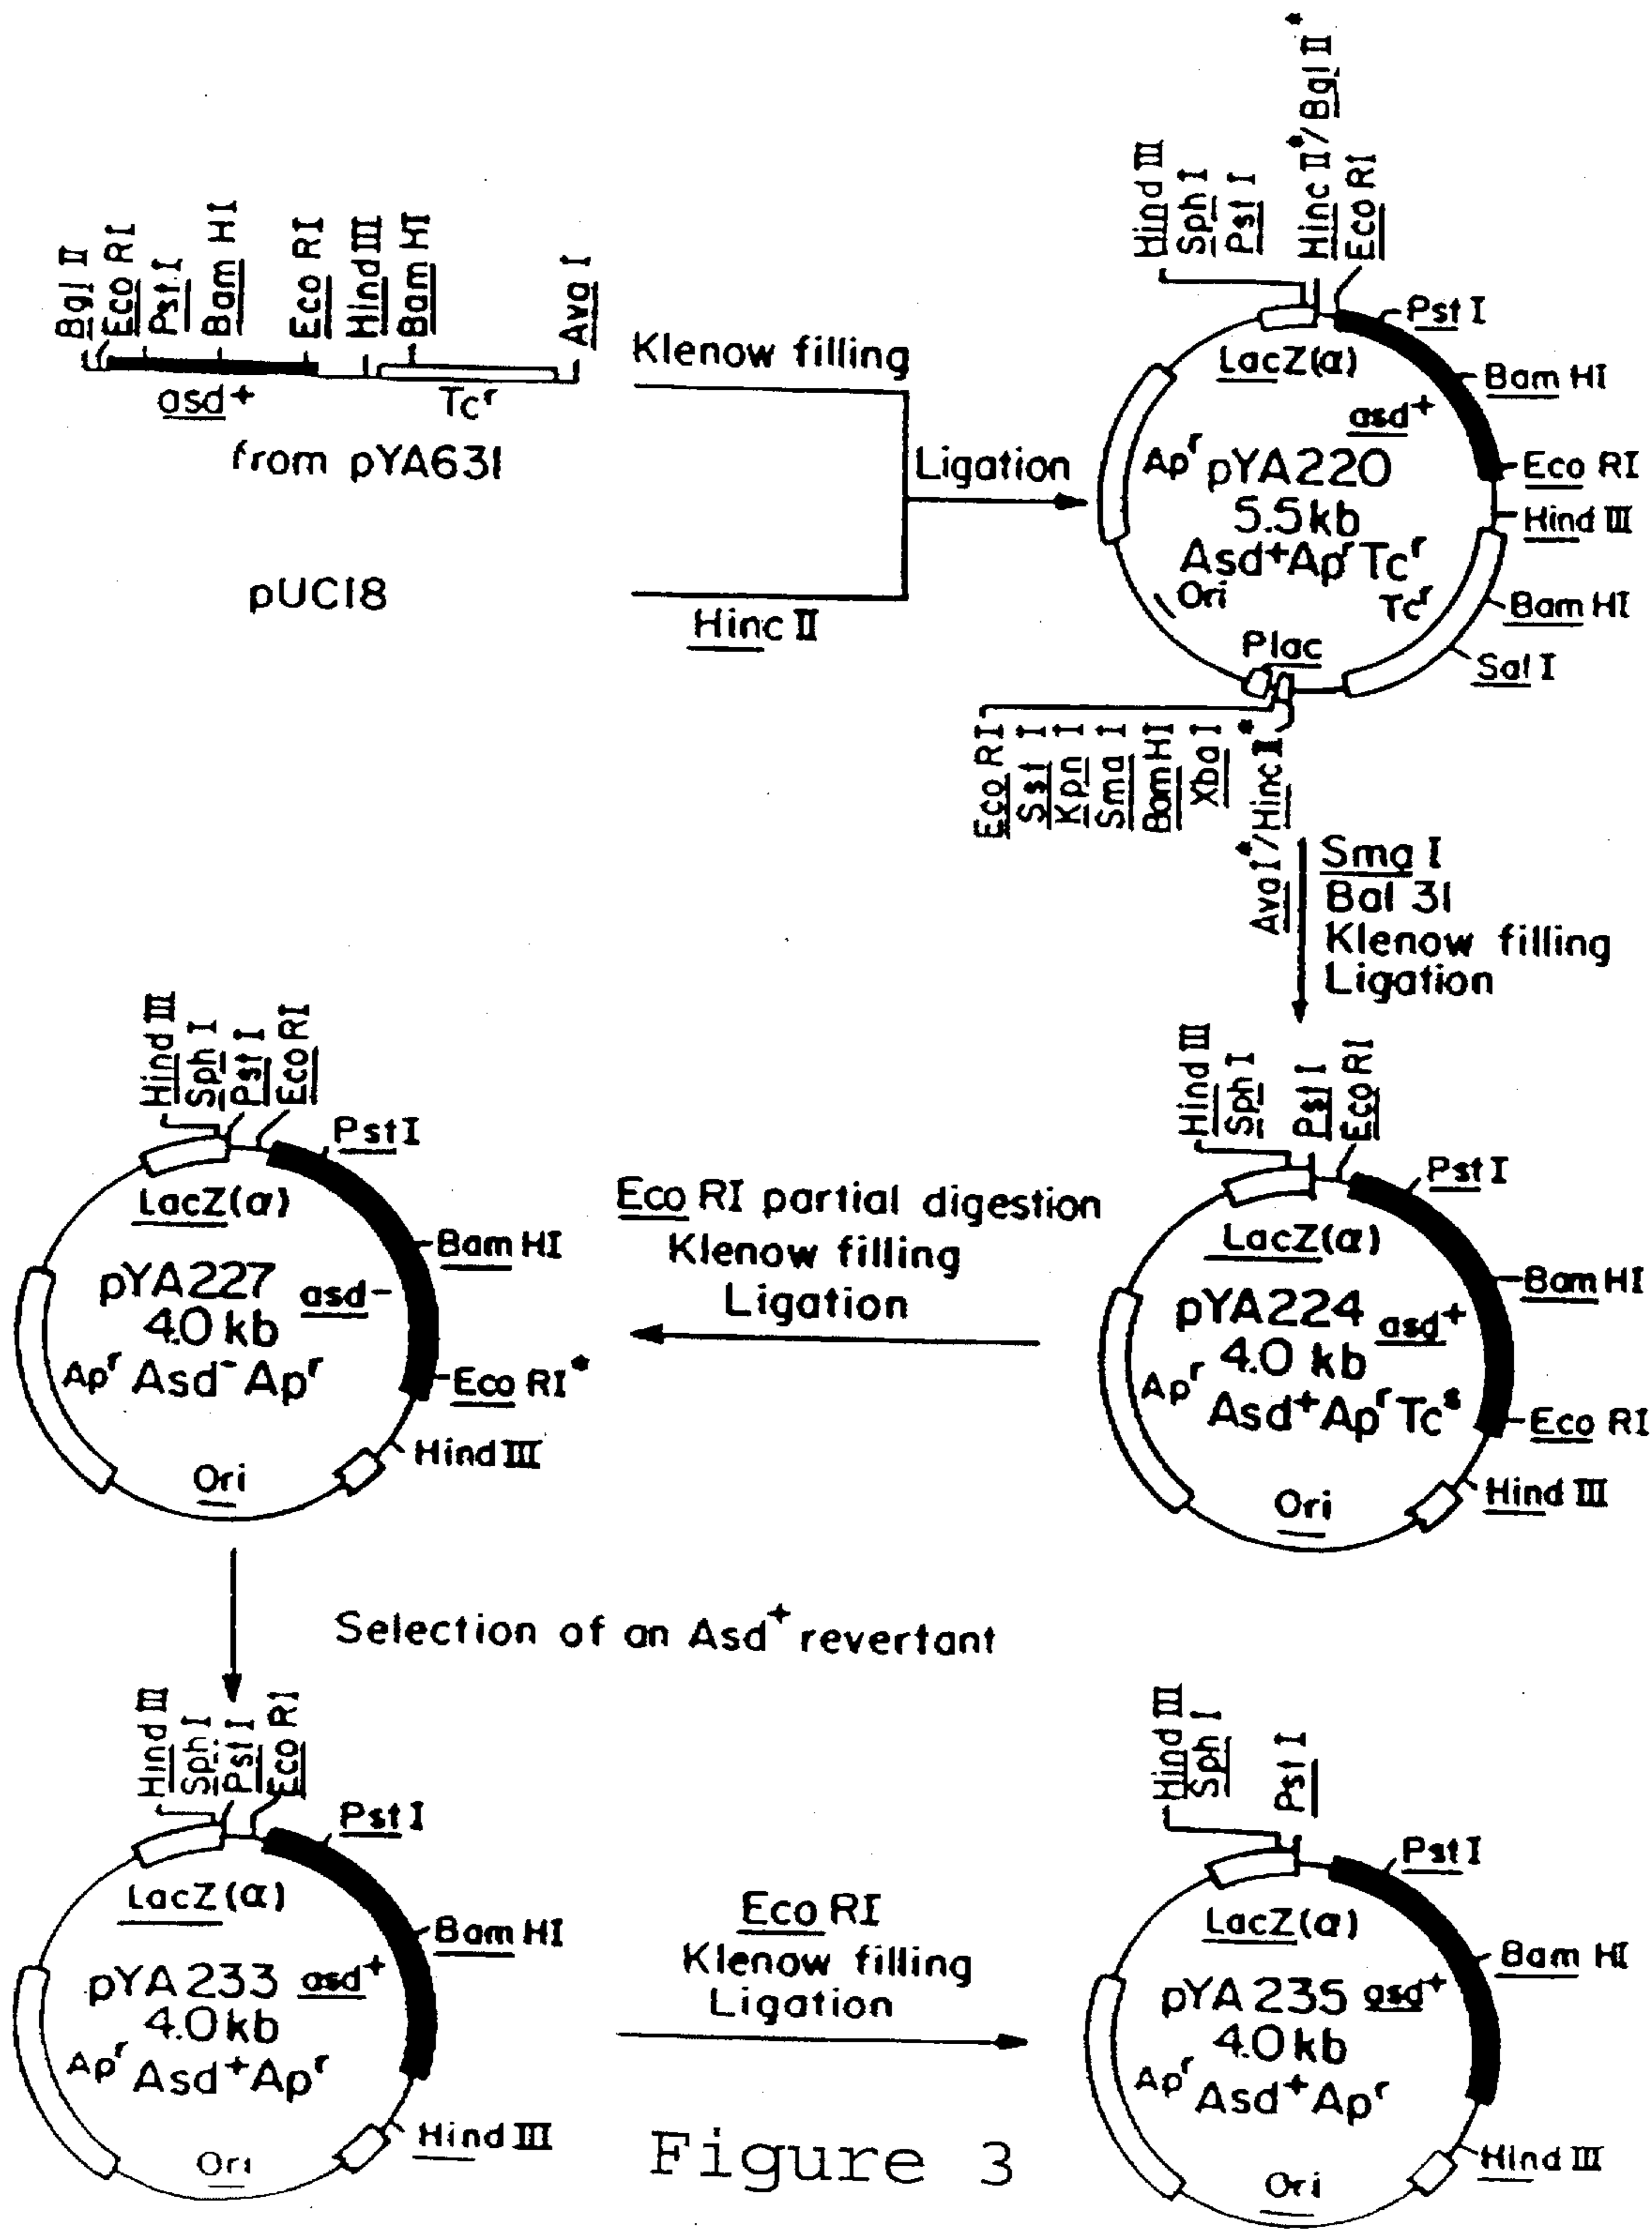 Bgl II
Eco RI
Pst I
Bam HI
Eco RI
Hind III
Bam HI
Ava I
asd+
Tcʳ
from pYA631
Klenow filling
pUC18
Hinc II
Ligation
Hind III
Sph I
Pst I
Hinc II*/Bgl II*
Eco RI
Pst I
LacZ(α)
Bam HI
asd+
Apʳ
pYA220
5.5kb
Asd+ApʳTcʳ
Eco RI
Hind III
Ori
Tcʳ
Bam HI
Plac
Sal I
Eco RI
Sst I
Kpn I
Sma I
Bam HI
Xba I
Ava I*/Hinc II*
Sma I
Bal 31
Klenow filling
Ligation
Hind III
Sph I
Pst I
Eco RI
Pst I
LacZ(α)
Bam HI
pYA224
asd+
4.0 kb
Apʳ
Asd+ApʳTcˢ
Eco RI
Hind III
Ori
Eco RI partial digestion
Klenow filling
Ligation
Hind III
Sph I
Pst I
Eco RI
Pst I
LacZ(α)
Bam HI
pYA227
asd-
4.0 kb
Apʳ
Asd-Apʳ
Eco RI*
Hind III
Ori
Selection of an Asd+ revertant
Hind III
Sph I
Pst I
Eco RI
Pst I
LacZ(α)
Bam HI
pYA233
asd+
4.0kb
Apʳ
Asd+Apʳ
Hind III
Ori
Eco RI
Klenow filling
Ligation
Hind III
Sph I
Pst I
Pst I
LacZ(α)
Bam HI
pYA235
asd+
4.0kb
Apʳ
Asd+Apʳ
Hind III
Ori
Figure 3